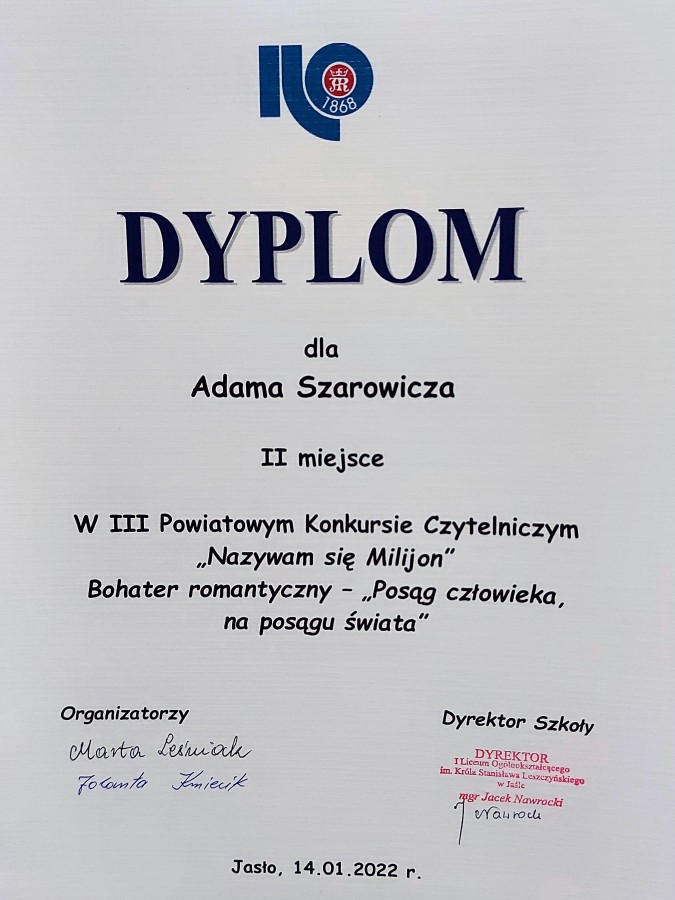 1868
DYPLOM
dla
Adama Szarowicza
II miejsce
W III Powiatowym Konkursie Czytelniczym
„Nazywam się Milijon”
Bohater romantyczny – „Posąg człowieka,
na posągu świata”
Organizatorzy
Dyrektor Szkoły
Marta Leśniak
Jolanta Kmiecik
DYREKTOR
I Liceum Ogólnokształcącego
im. Króla Stanisława Leszczyńskiego
w Jaśle
mgr Jacek Nawrocki
J Nawrocki
Jasło, 14.01.2022 r.